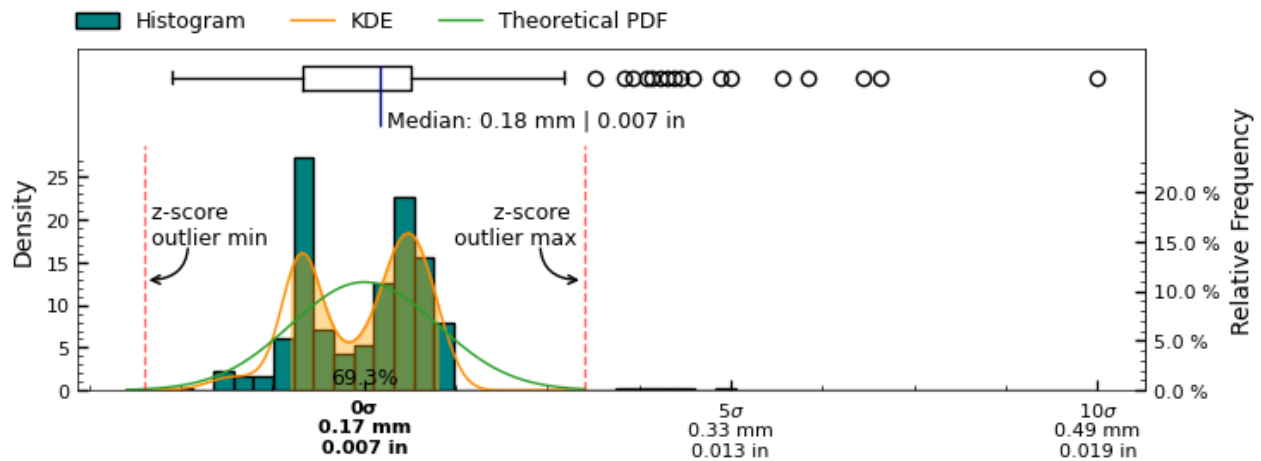 Histogram KDE Theoretical PDF
Median: 0.18 mm | 0.007 in
Density
Relative Frequency
25
20
15
10
5
0
20.0 %
15.0 %
10.0 %
5.0 %
0.0 %
z-score
outlier min
z-score
outlier max
69.3%
0σ
0.17 mm
0.007 in
5σ
0.33 mm
0.013 in
10σ
0.49 mm
0.019 in